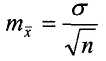 m_x̄ = σ / √n